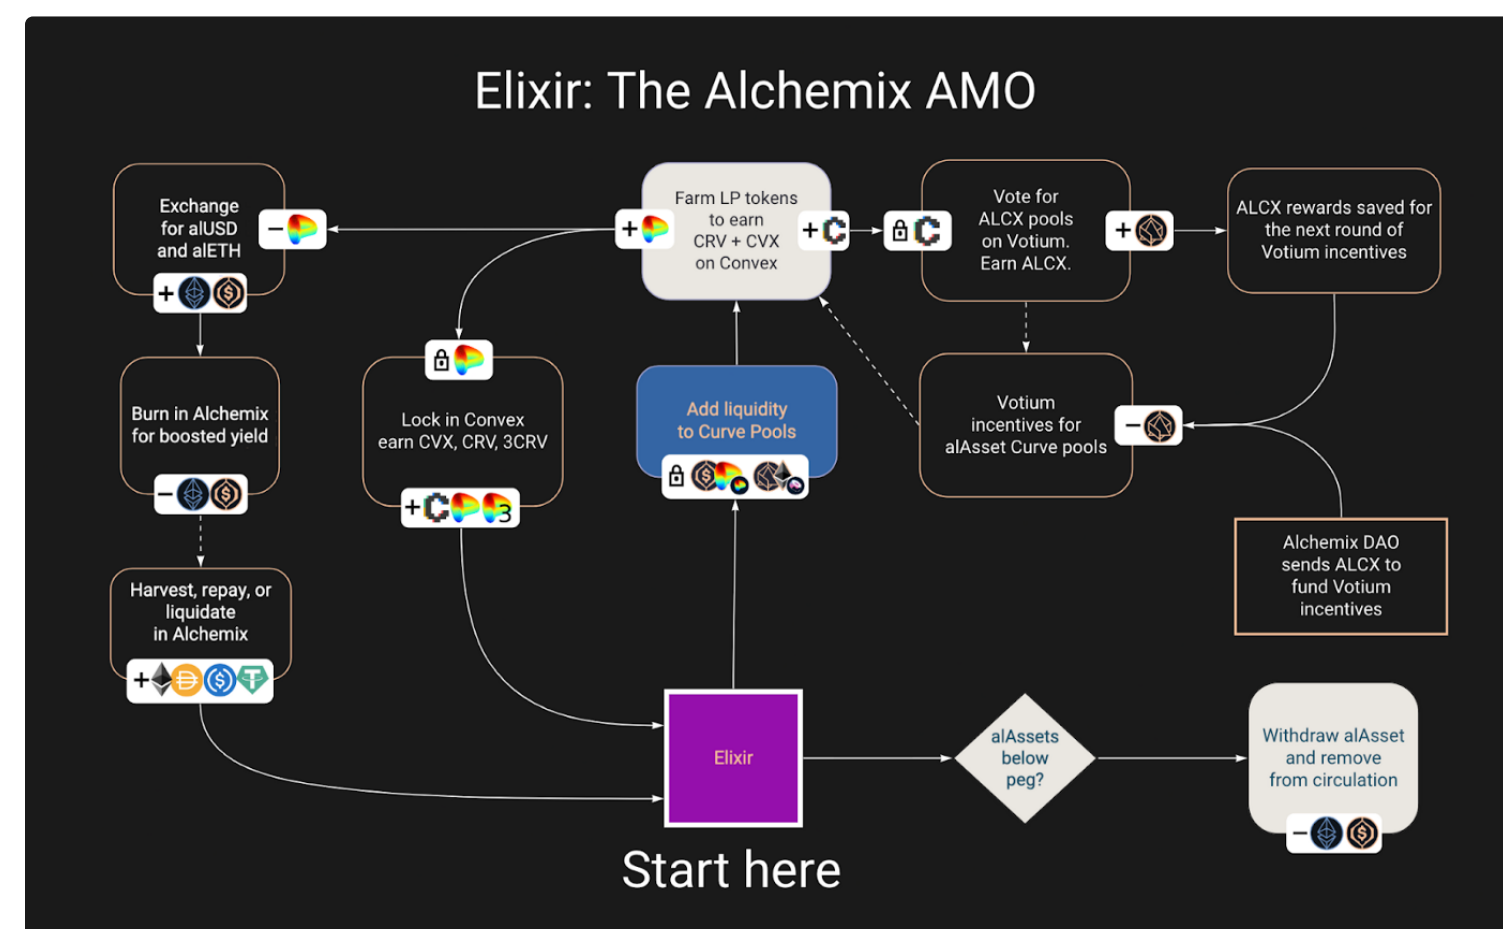 Elixir: The Alchemix AMO
Exchange
for alUSD
and alETH
Farm LP tokens
to earn
CRV + CVX
on Convex
Vote for
ALCX pools
on Votium.
Earn ALCX.
ALCX rewards saved for
the next round of
Votium incentives
Burn in Alchemix
for boosted yield
Lock in Convex
earn CVX, CRV, 3CRV
3
Add liquidity
to Curve Pools
Votium
incentives for
alAsset Curve pools
Alchemix DAO
sends ALCX to
fund Votium
incentives
Harvest, repay, or
liquidate
in Alchemix
Elixir
alAssets
below
peg?
Withdraw alAsset
and remove
from circulation
Start here